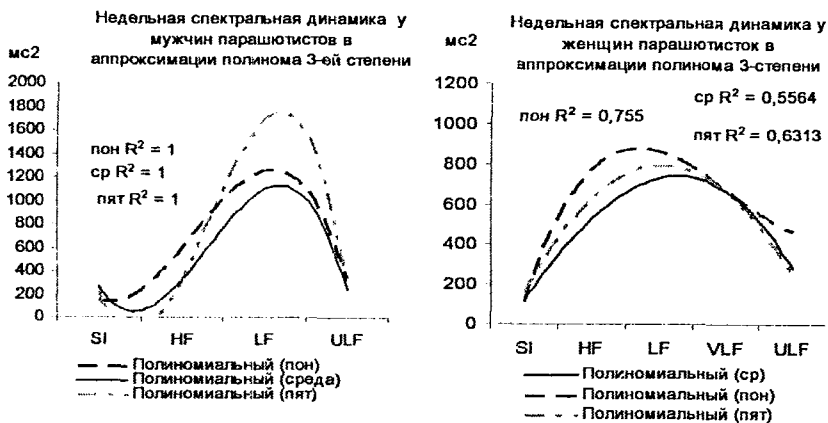 Недельная спектральная динамика у
мужчин парашютистов в
аппроксимации полинома 3-ей степени
мс2
2000
1800
1600
1400
1200
1000
800
600
400
200
0
пон R² = 1
ср R² = 1
пят R² = 1
SI HF LF ULF
Полиномиальный (пон)
Полиномиальный (среда)
Полиномиальный (пят)
Недельная спектральная динамика у
женщин парашютисток в
аппроксимации полинома 3-степени
мс2
1200
1000
800
600
400
200
0
ср R² = 0,5564
пон R² = 0,755
пят R² = 0,6313
SI HF LF VLF ULF
Полиномиальный (ср)
Полиномиальный (пон)
Полиномиальный (пят)